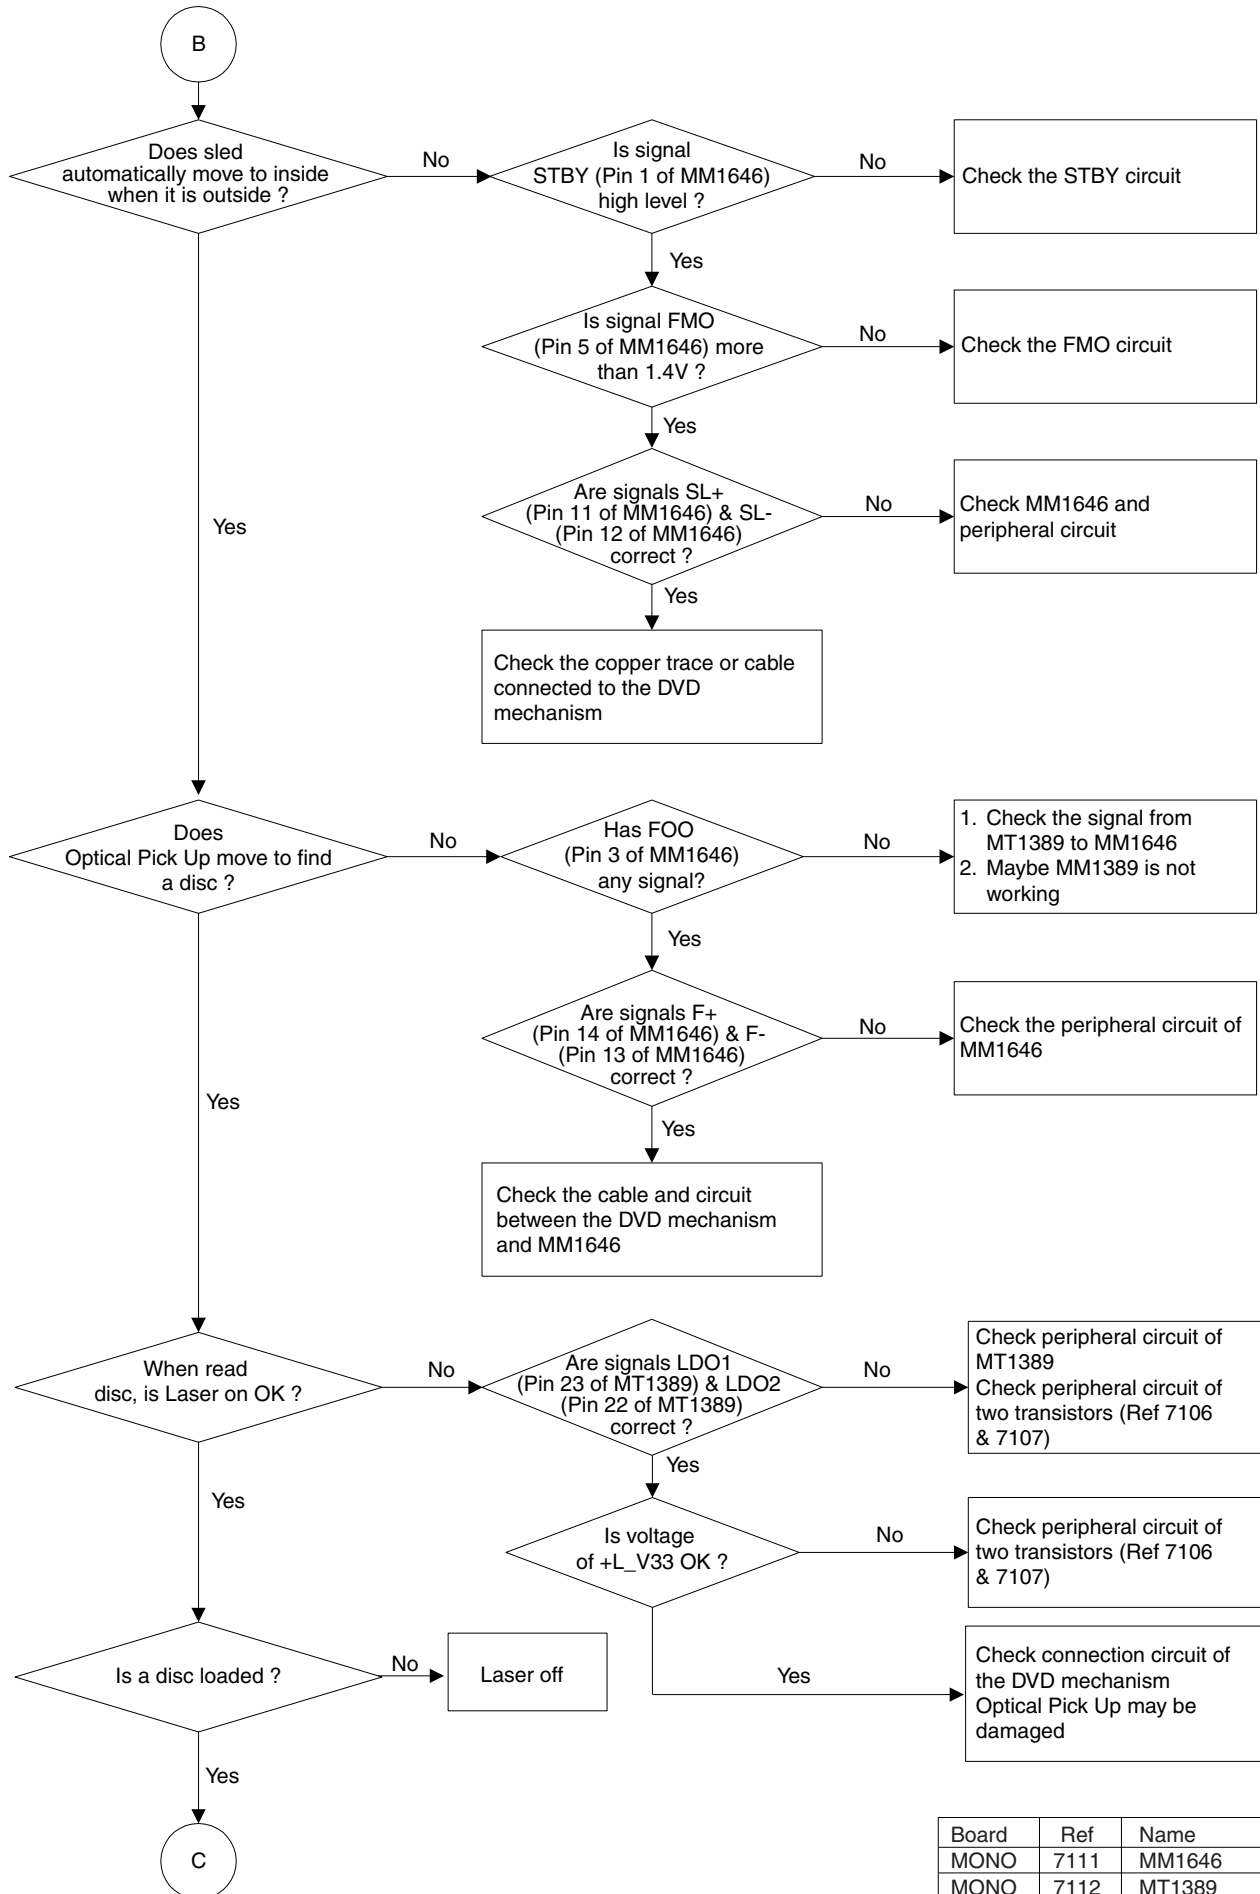 B
Does sled
automatically move to inside
when it is outside ?
No
Is signal
STBY (Pin 1 of MM1646)
high level ?
No
Check the STBY circuit
Yes
Is signal FMO
(Pin 5 of MM1646) more
than 1.4V ?
No
Check the FMO circuit
Yes
Are signals SL+
(Pin 11 of MM1646) & SL-
(Pin 12 of MM1646)
correct ?
No
Check MM1646 and
peripheral circuit
Yes
Yes
Check the copper trace or cable
connected to the DVD
mechanism
Does
Optical Pick Up move to find
a disc ?
No
Has FOO
(Pin 3 of MM1646)
any signal?
No
1. Check the signal from
MT1389 to MM1646
2. Maybe MM1389 is not
working
Yes
Are signals F+
(Pin 14 of MM1646) & F-
(Pin 13 of MM1646)
correct ?
No
Check the peripheral circuit of
MM1646
Yes
Yes
Check the cable and circuit
between the DVD mechanism
and MM1646
When read
disc, is Laser on OK ?
No
Are signals LDO1
(Pin 23 of MT1389) & LDO2
(Pin 22 of MT1389)
correct ?
No
Check peripheral circuit of
MT1389
Check peripheral circuit of
two transistors (Ref 7106
& 7107)
Yes
Yes
Is voltage
of +L_V33 OK ?
No
Check peripheral circuit of
two transistors (Ref 7106
& 7107)
Is a disc loaded ?
No
Laser off
Yes
Check connection circuit of
the DVD mechanism
Optical Pick Up may be
damaged
Yes
C
Board Ref Name
MONO 7111 MM1646
MONO 7112 MT1389